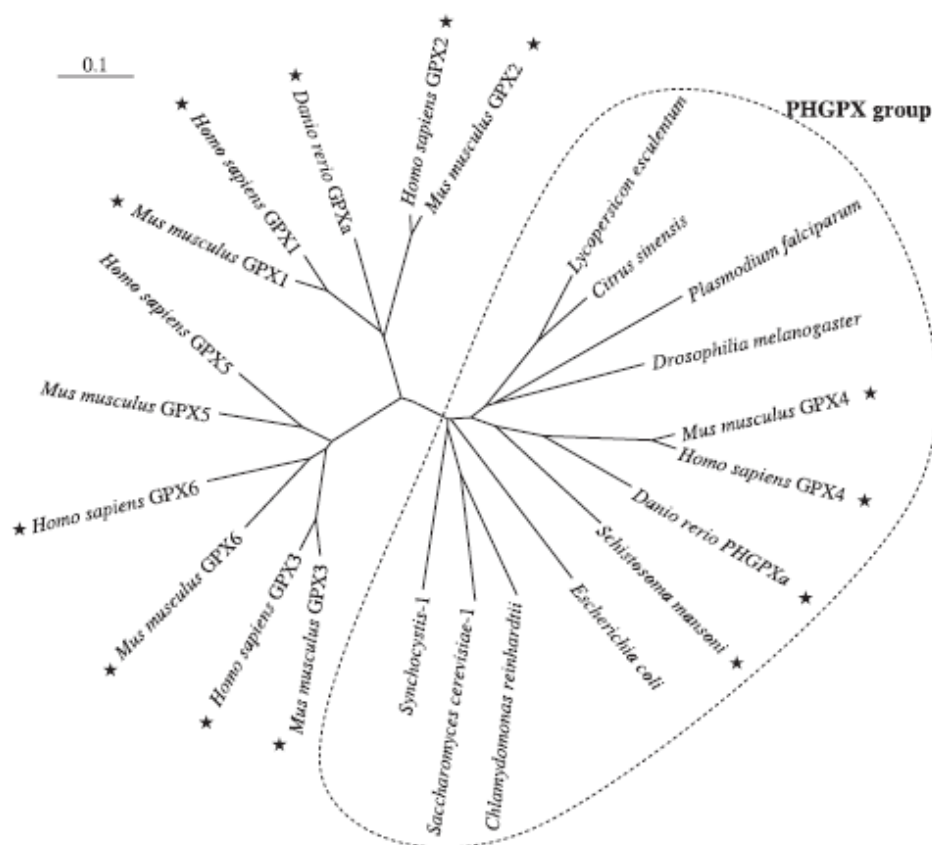 0.1
PHGPX group
★ Mus musculus GPX1
★ Homo sapiens GPX1
★ Danio rerio GPXa
Homo sapiens GPX2 ★
Mus musculus GPX2 ★
Lycopersicon esculentum
Citrus sinensis
Plasmodium falciparum
Drosophilia melanogaster
Mus musculus GPX4 ★
Homo sapiens GPX4 ★
Danio rerio PHGPXa ★
Schistosoma mansoni ★
Escherichia coli
Chlamydomonas reinhardtii
Saccharomyces cerevisiae-1
Synchocystis-1
★ Mus musculus GPX3
★ Homo sapiens GPX3
★ Mus museulus GPX6
★ Homo sapiens GPX6
Mus musculus GPX5
Homo sapiens GPX5